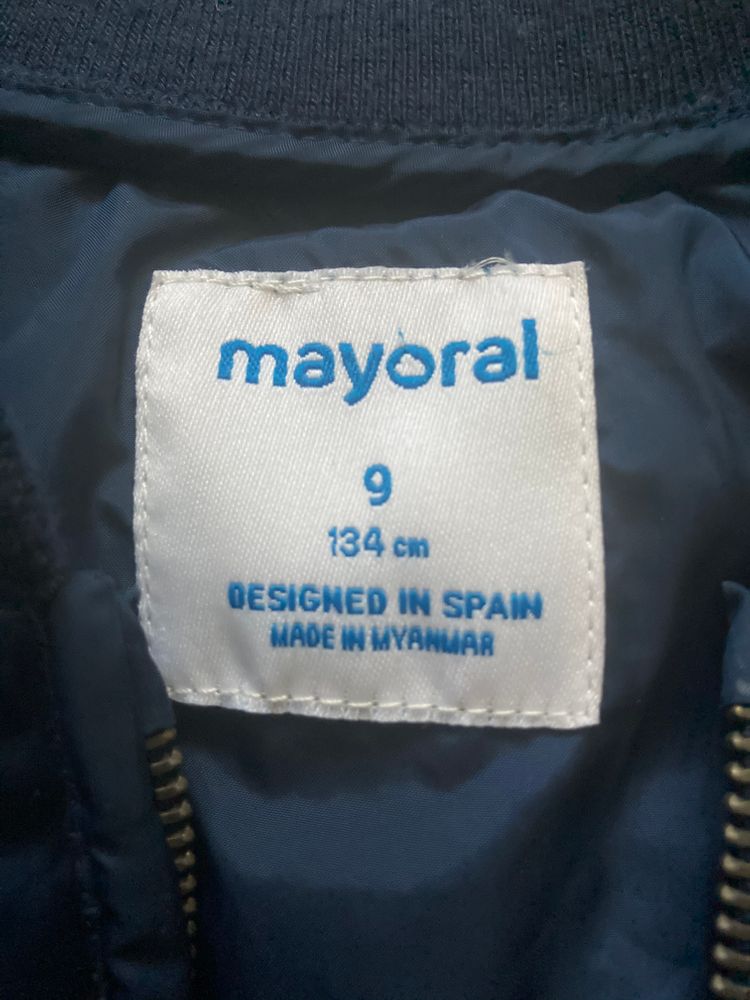 mayoral
9
134 cm
DESIGNED IN SPAIN
MADE IN MYANMAR